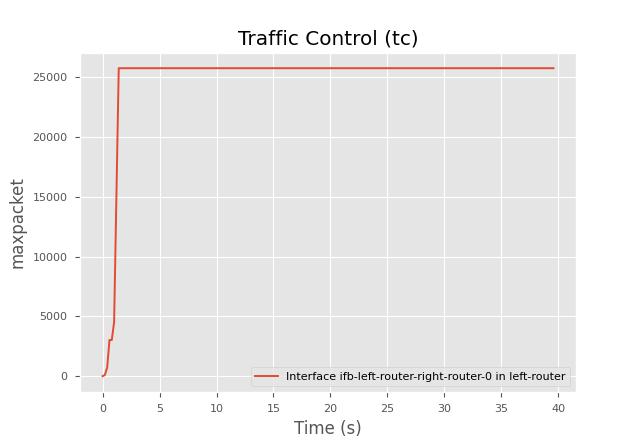 Traffic Control (tc)
maxpacket
25000
20000
15000
10000
5000
0
Interface ifb-left-router-right-router-0 in left-router
0 5 10 15 20 25 30 35 40
Time (s)